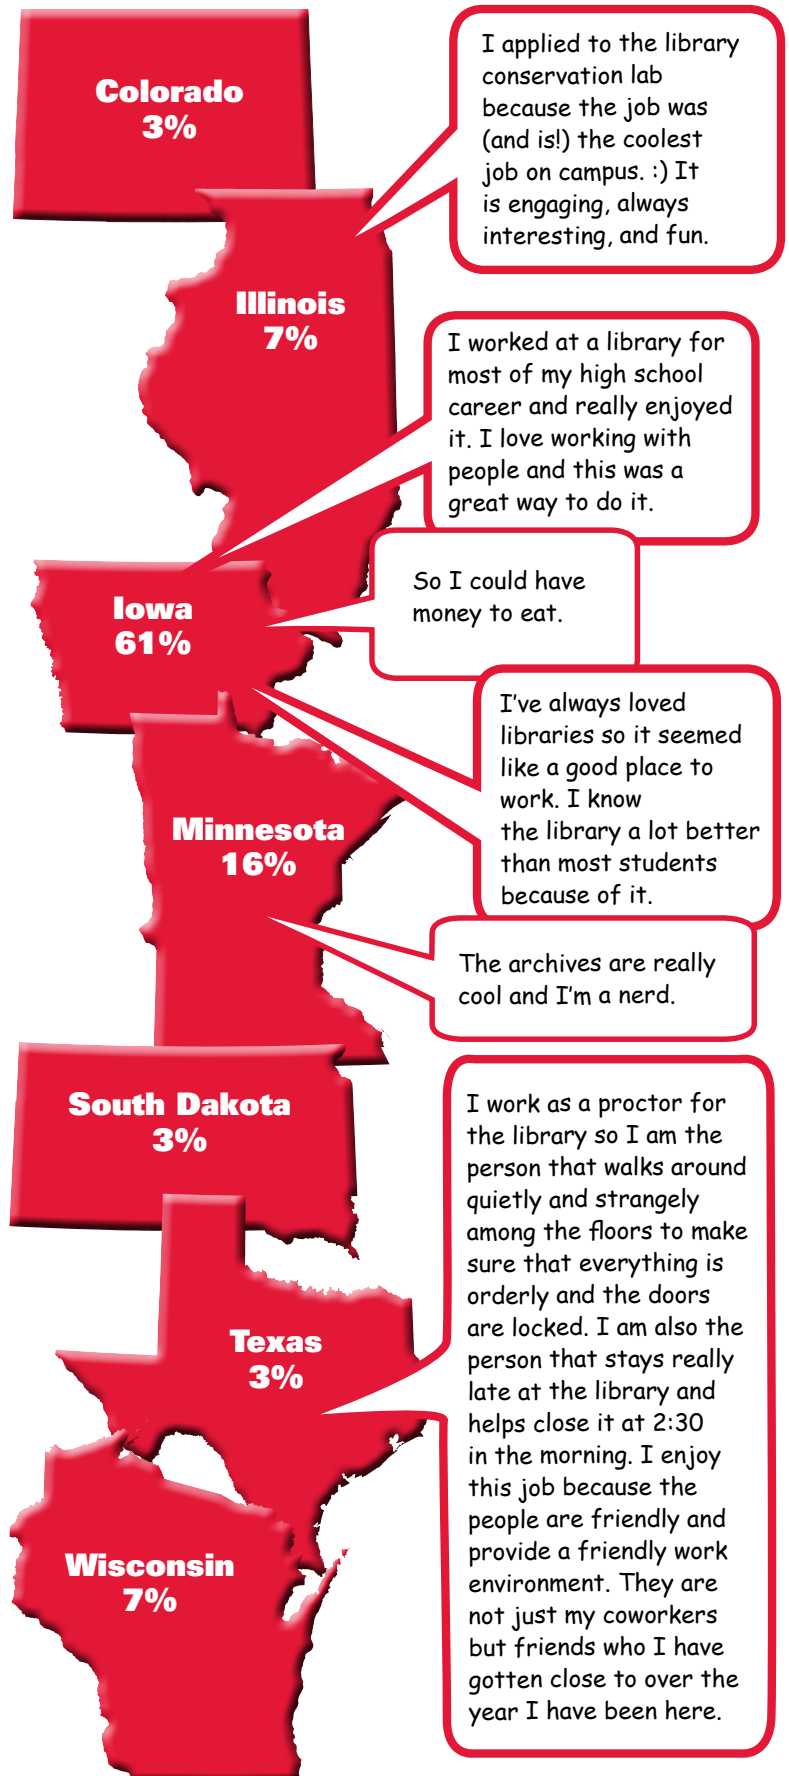 Colorado
3%
I applied to the library
conservation lab
because the job was
(and is!) the coolest
job on campus. :) It
is engaging, always
interesting, and fun.
Illinois
7%
I worked at a library for
most of my high school
career and really enjoyed
it. I love working with
people and this was a
great way to do it.
Iowa
61%
So I could have
money to eat.
I've always loved
libraries so it seemed
like a good place to
work. I know
the library a lot better
than most students
because of it.
Minnesota
16%
The archives are really
cool and I'm a nerd.
South Dakota
3%
I work as a proctor for
the library so I am the
person that walks around
quietly and strangely
among the floors to make
sure that everything is
orderly and the doors
are locked. I am also the
person that stays really
late at the library and
helps close it at 2:30
in the morning. I enjoy
this job because the
people are friendly and
provide a friendly work
environment. They are
not just my coworkers
but friends who I have
gotten close to over the
year I have been here.
Texas
3%
Wisconsin
7%